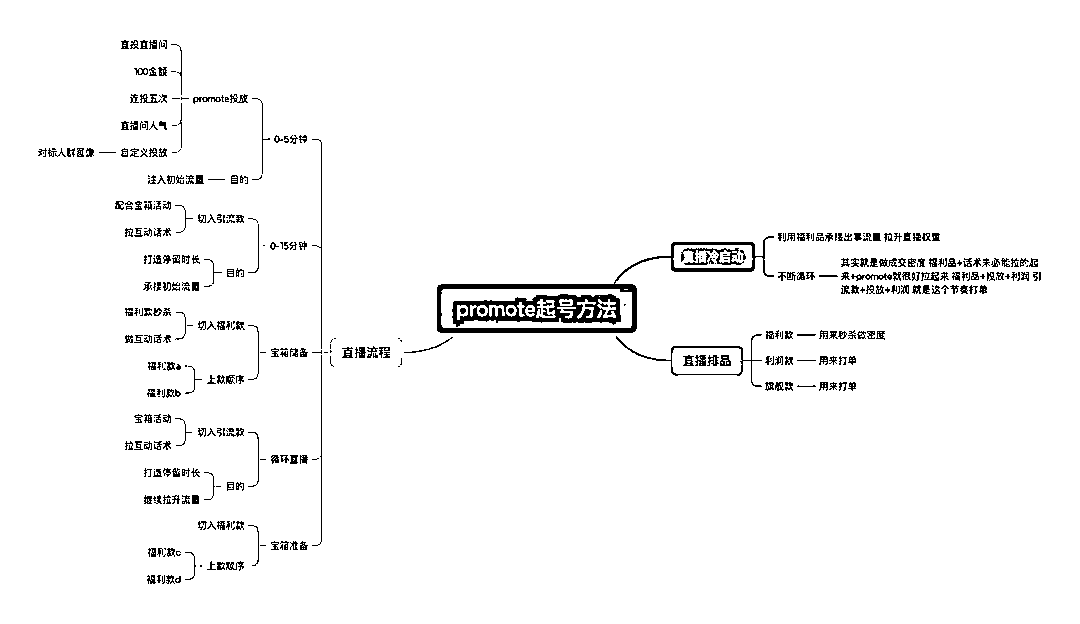 promote起号方法
直播冷启动
利用福利品承接出事流量 拉升直播权重
不断循环
其实就是做成交密度 福利品+话术来必能拉的起
来+promote就很好拉起来 福利品+投放+利润 引
流款+投放+利润 就是这个节奏打单
直播排品
福利款
用来秒杀做密度
利润款
用来打单
旗舰款
用来打单
直播流程
0-5分钟
promote投放
直投直播间
100金额
连投五次
直播间人气
自定义投放
对标人群画像
目的
注入初始流量
0-15分钟
切入引流款
配合宝箱活动
拉互动话术
目的
打造停留时长
承接初始流量
宝箱储备
切入福利款
福利款秒杀
做互动话术
上款顺序
福利款a
福利款b
循环直播
切入引流款
宝箱活动
拉互动话术
目的
打造停留时长
继续拉升流量
宝箱准备
切入福利款
上款顺序
福利款c
福利款d